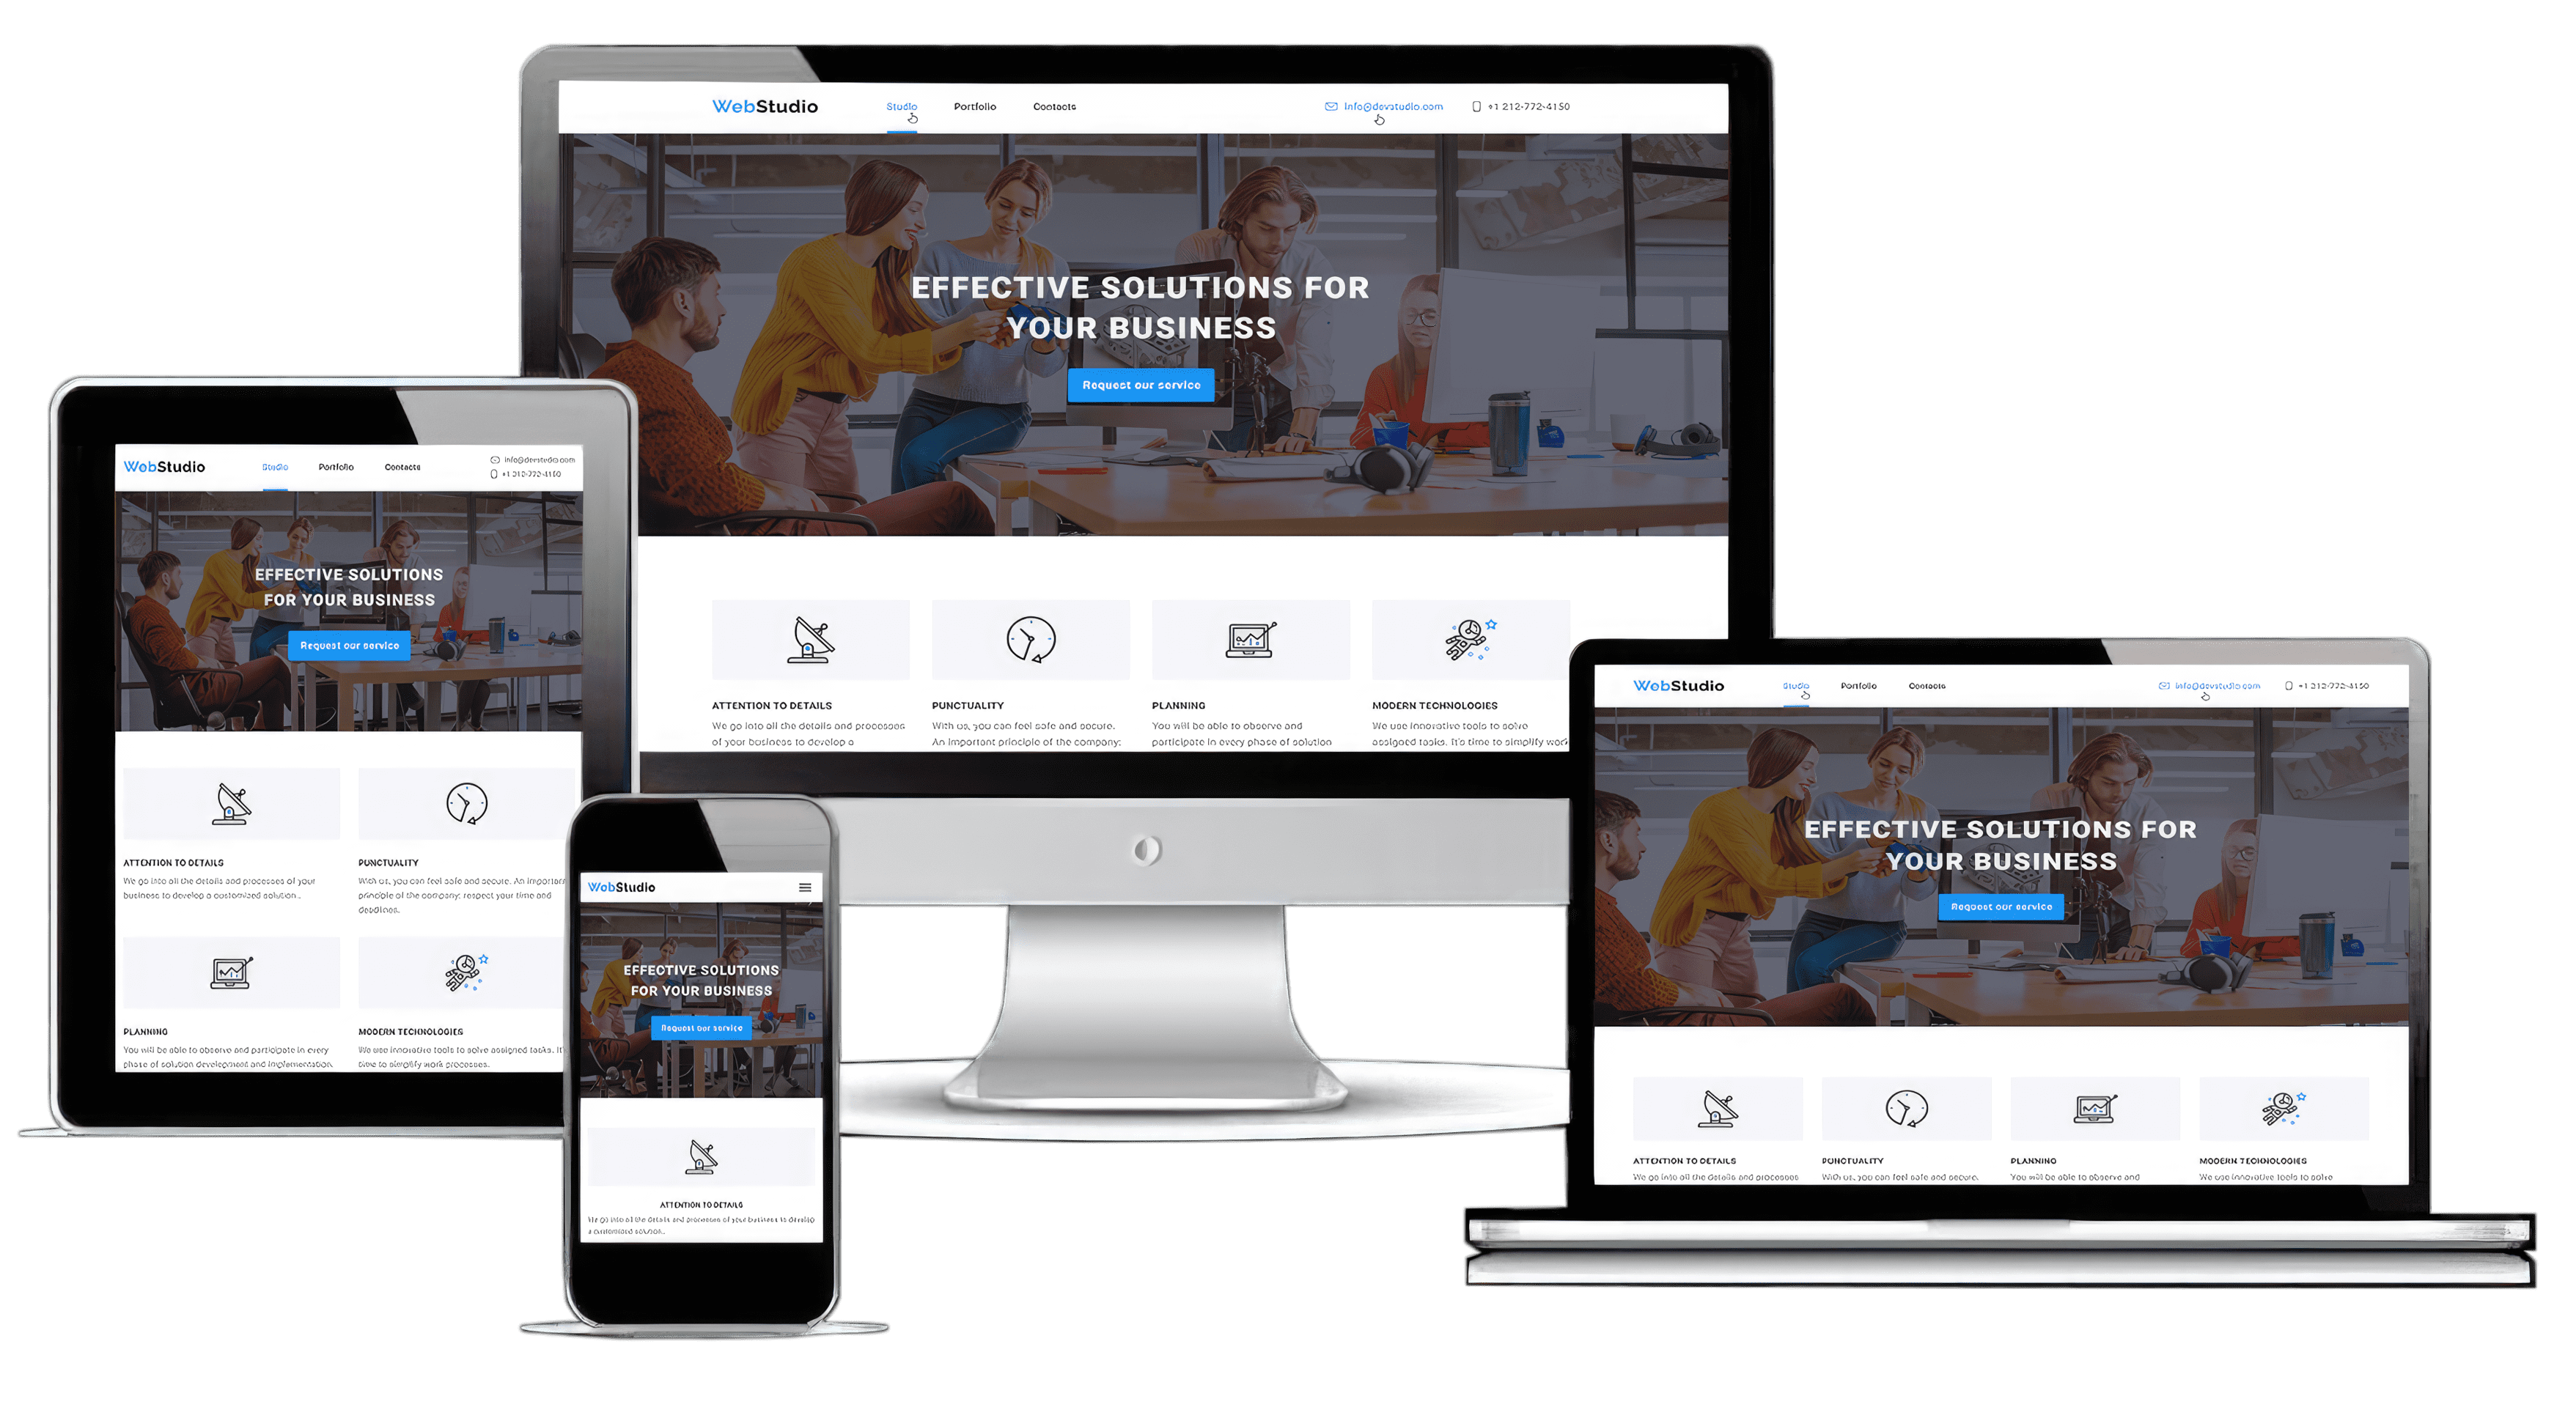 WebStudio
Studio
Portfolio
Contacts
info@devstudio.com
+1 212-772-4150
EFFECTIVE SOLUTIONS FOR
YOUR BUSINESS
Request our service
ATTENTION TO DETAILS
We go into all the details and processes
of your business to develop a
PUNCTUALITY
With us, you can feel safe and secure.
An important principle of the company:
PLANNING
You will be able to observe and
participate in every phase of solution
MODERN TECHNOLOGIES
We use innovative tools to solve
assigned tasks. It's time to simplify work
WebStudio
Studio
Portfolio
Contacts
info@devstudio.com
+1 212-772-4150
EFFECTIVE SOLUTIONS
FOR YOUR BUSINESS
Request our service
ATTENTION TO DETAILS
We go into all the details and processes of your
business to develop a customized solution..
PUNCTUALITY
With us, you can feel safe and secure. An important
principle of the company: respect your time and
deadlines.
PLANNING
You will be able to observe and participate in every
phase of solution development and implementation.
MODERN TECHNOLOGIES
We use innovative tools to solve assigned tasks. It'
time to simplify work processes.
WebStudio
EFFECTIVE SOLUTIONS
FOR YOUR BUSINESS
Request our service
ATTENTION TO DETAILS
We go into all the details and processes of your business to develop
a customized solution..
WebStudio
Studio
Portfolio
Contacts
info@devstudio.com
+1 212-772-4150
EFFECTIVE SOLUTIONS FOR
YOUR BUSINESS
Request our service
ATTENTION TO DETAILS
We go into all the details and processes
PUNCTUALITY
With us, you can feel safe and secure.
PLANNING
You will be able to observe and
MODERN TECHNOLOGIES
We use innovative tools to solve